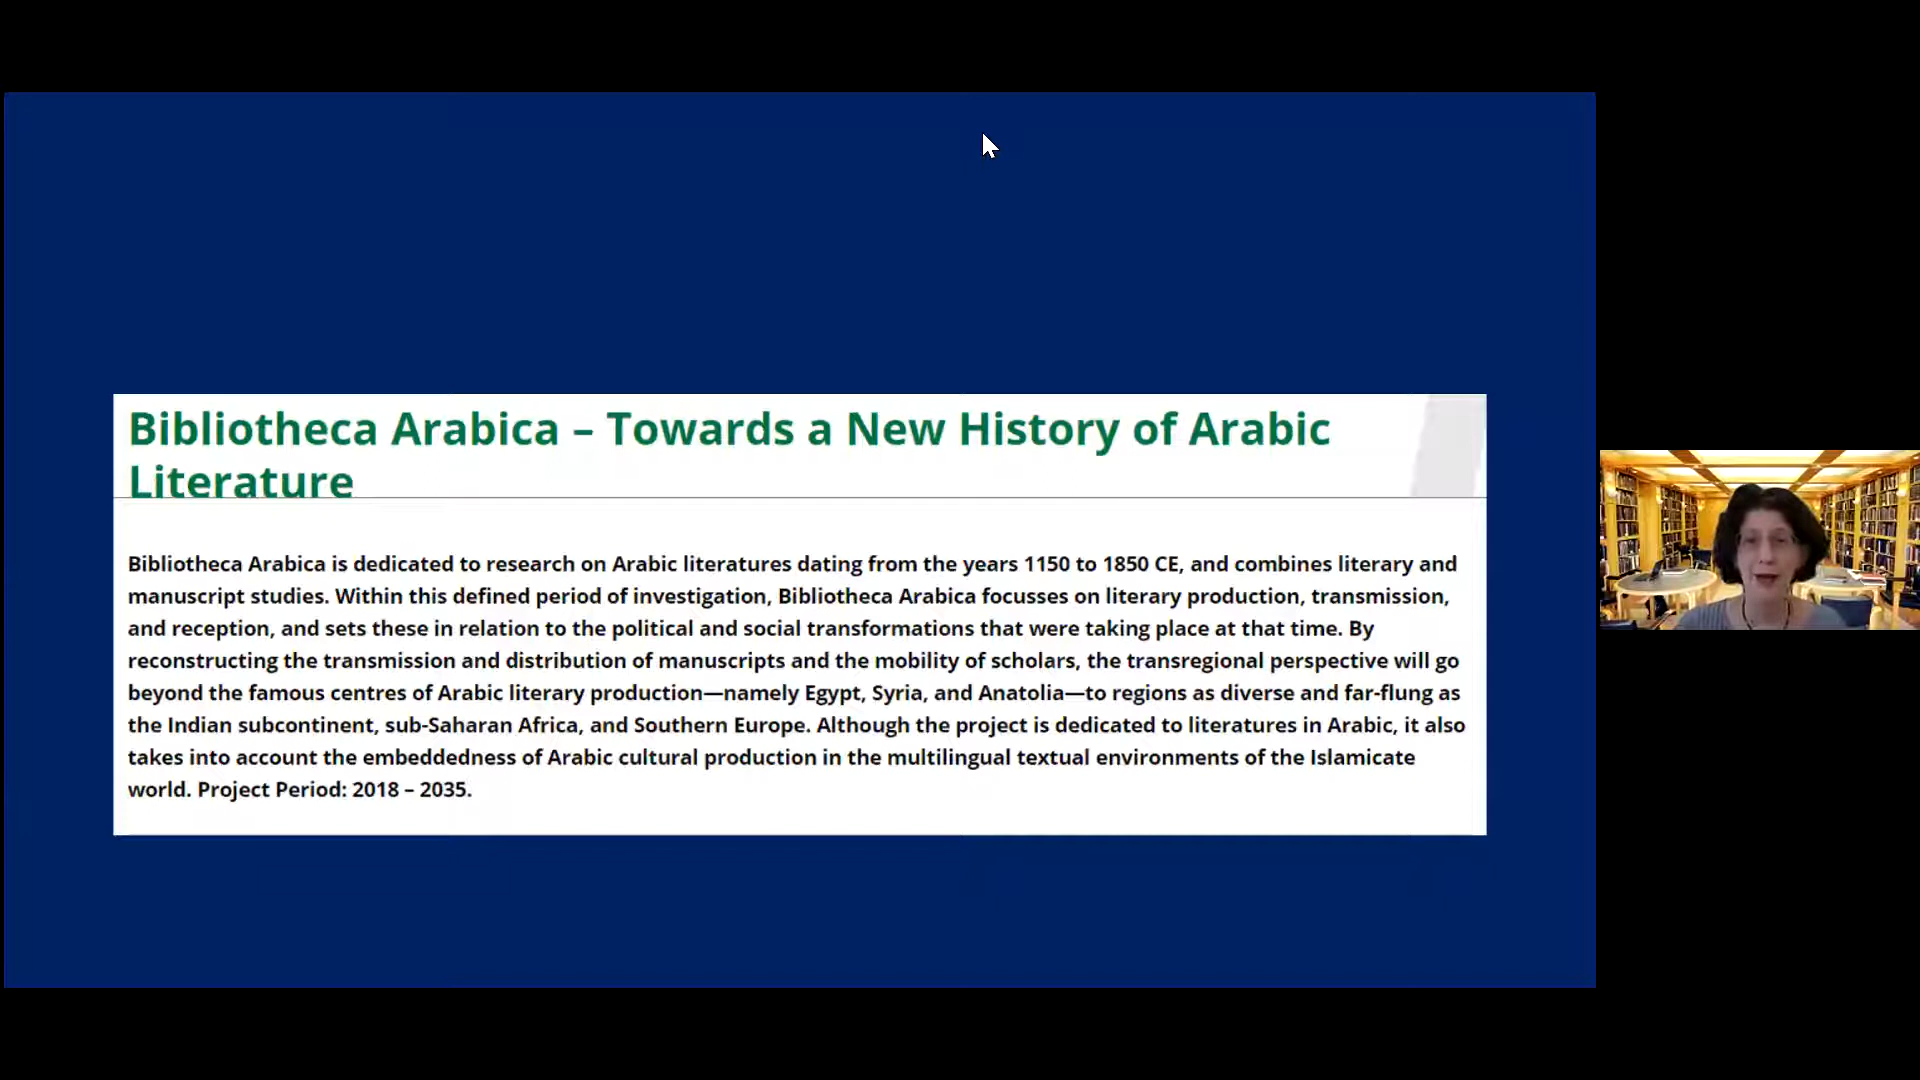 Bibliotheca Arabica – Towards a New History of Arabic
Literature
Bibliotheca Arabica is dedicated to research on Arabic literatures dating from the years 1150 to 1850 CE, and combines literary and
manuscript studies. Within this defined period of investigation, Bibliotheca Arabica focusses on literary production, transmission,
and reception, and sets these in relation to the political and social transformations that were taking place at that time. By
reconstructing the transmission and distribution of manuscripts and the mobility of scholars, the transregional perspective will go
beyond the famous centres of Arabic literary production—namely Egypt, Syria, and Anatolia—to regions as diverse and far-flung as
the Indian subcontinent, sub-Saharan Africa, and Southern Europe. Although the project is dedicated to literatures in Arabic, it also
takes into account the embeddedness of Arabic cultural production in the multilingual textual environments of the Islamicate
world. Project Period: 2018 – 2035.